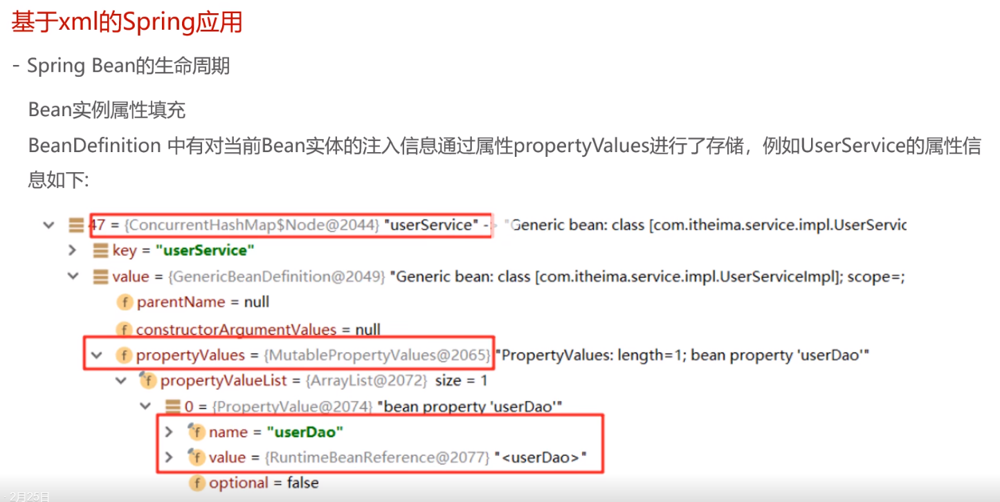 基于xml的Spring应用
- Spring Bean的生命周期
Bean实例属性填充
BeanDefinition 中有对当前Bean实体的注入信息通过属性propertyValues进行了存储，例如UserService的属性信
息如下:
47 = {ConcurrentHashMap$Node@2044} "userService" -> "Generic bean: class [com.itheima.service.impl.UserServic
key = "userService"
value = {GenericBeanDefinition@2049} "Generic bean: class [com.itheima.service.impl.UserServiceImpl]; scope=;
f parentName = null
f constructorArgumentValues = null
f propertyValues = {MutablePropertyValues@2065} "PropertyValues: length=1; bean property 'userDao'"
f propertyValueList = {ArrayList@2072} size = 1
0 = {PropertyValue@2074} "bean property 'userDao'"
f name = "userDao"
f value = {RuntimeBeanReference@2077} "<userDao>"
f optional = false
2月25日